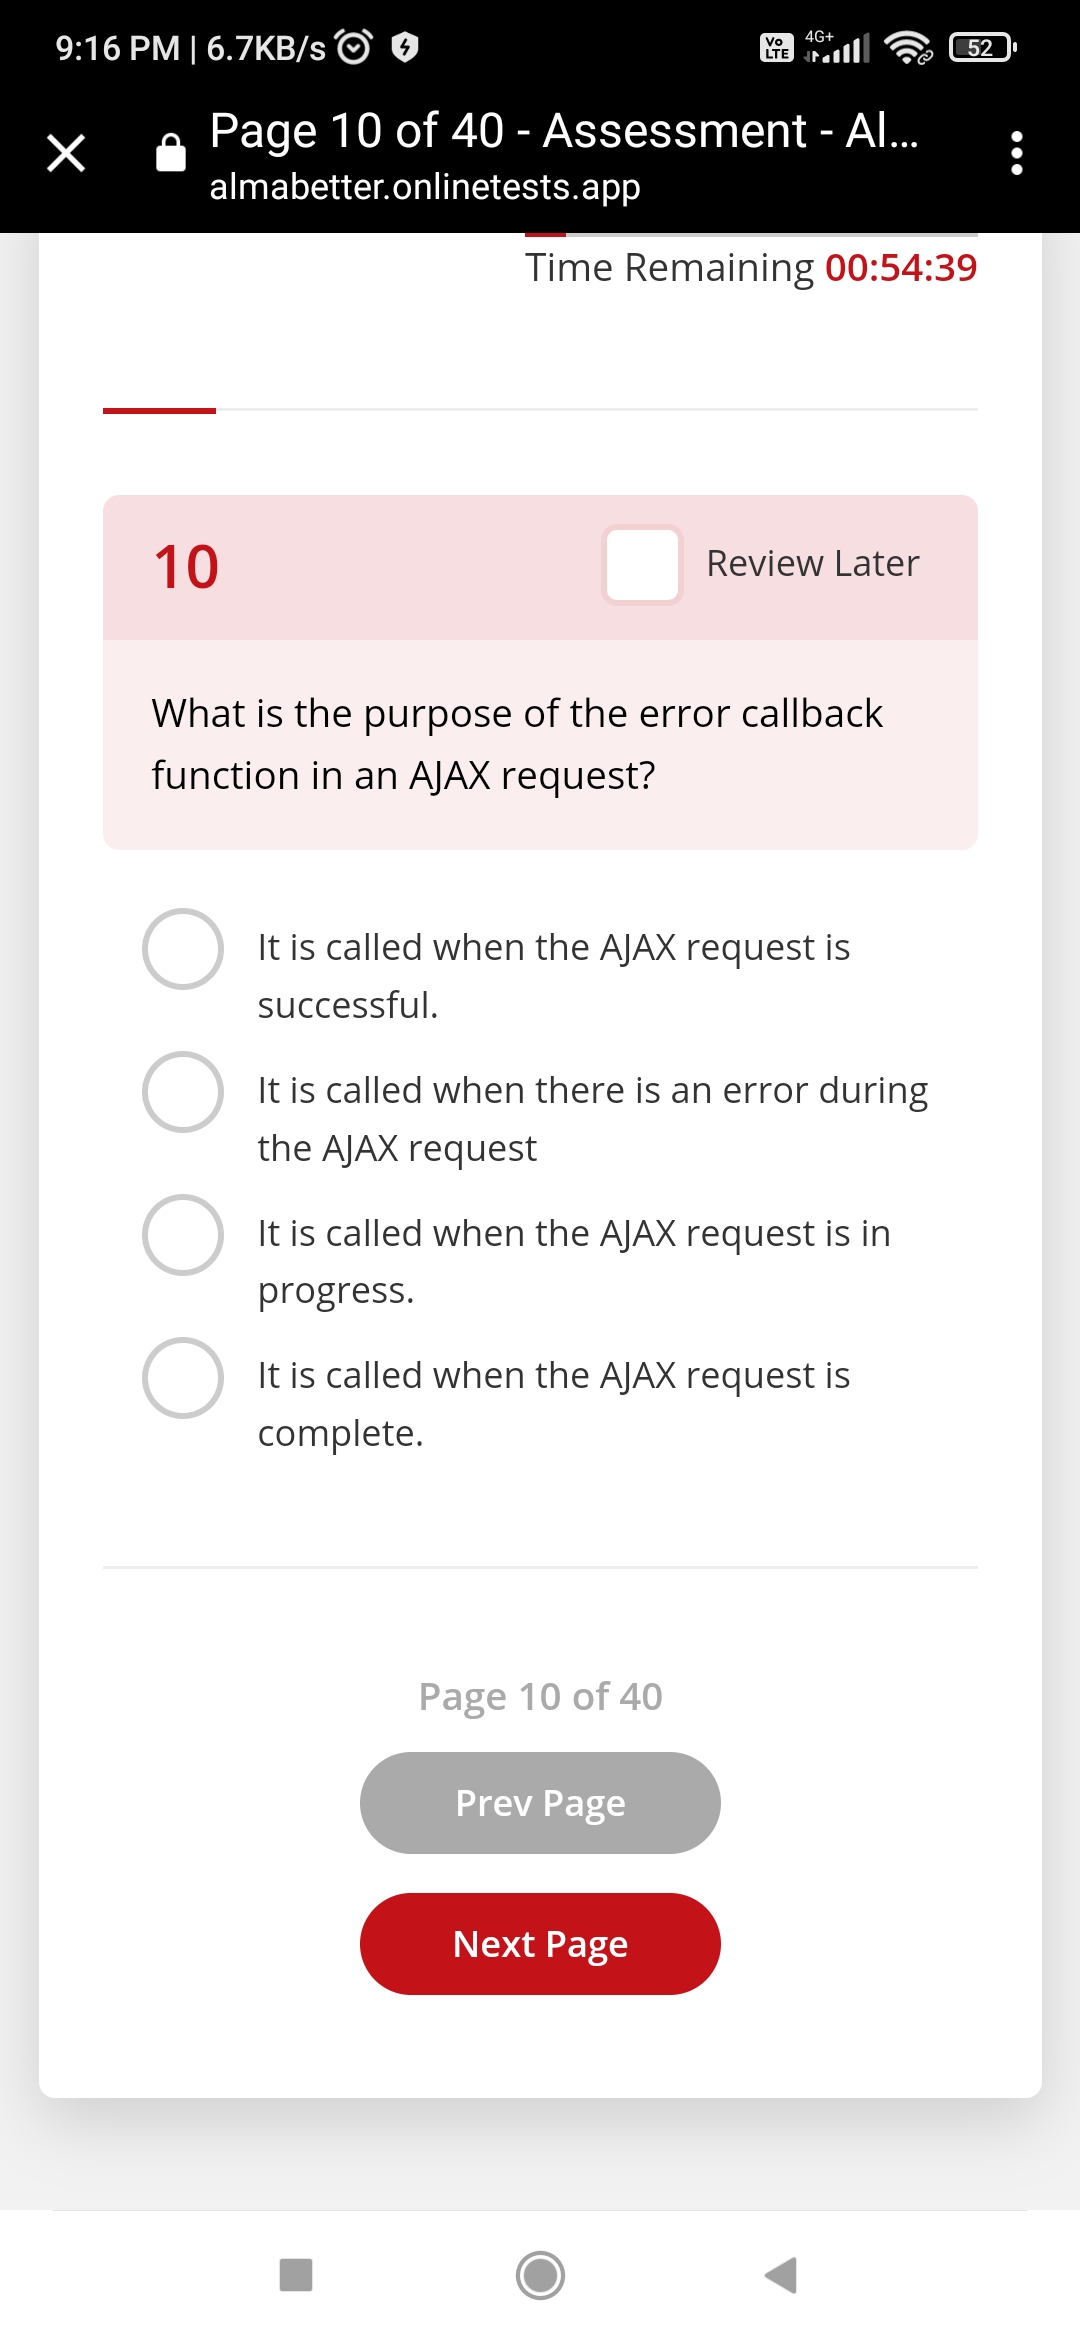 9:16 PM | 6.7KB/s
Vo LTE 4G+ 52
Page 10 of 40 - Assessment - Al...
almabetter.onlinetests.app
Time Remaining 00:54:39
10 Review Later
What is the purpose of the error callback
function in an AJAX request?
It is called when the AJAX request is
successful.
It is called when there is an error during
the AJAX request
It is called when the AJAX request is in
progress.
It is called when the AJAX request is
complete.
Page 10 of 40
Prev Page
Next Page